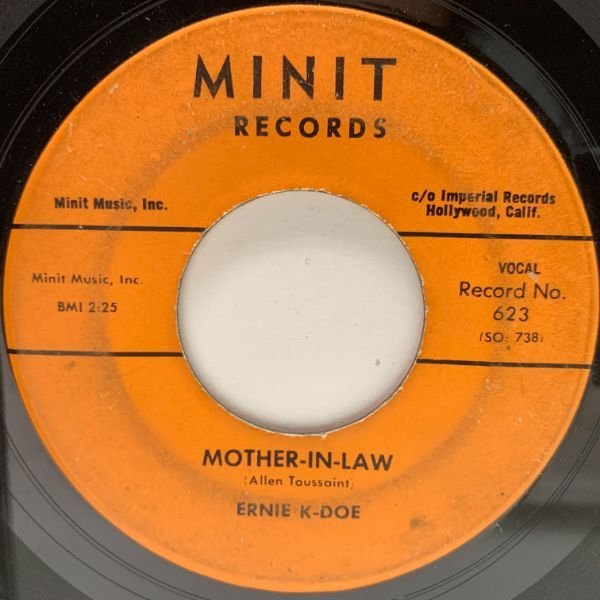 MINIT
RECORDS
Minit Music, Inc.
c/o Imperial Records
Hollywood, Calif.
Minit Music, Inc.
BMI 2:25
VOCAL
Record No.
623
(SO: 738)
MOTHER-IN-LAW
(Allen Toussaint)
ERNIE K-DOE